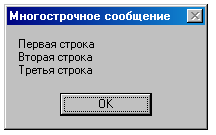 Многострочное сообщение
Первая строка
Вторая строка
Третья строка
OK